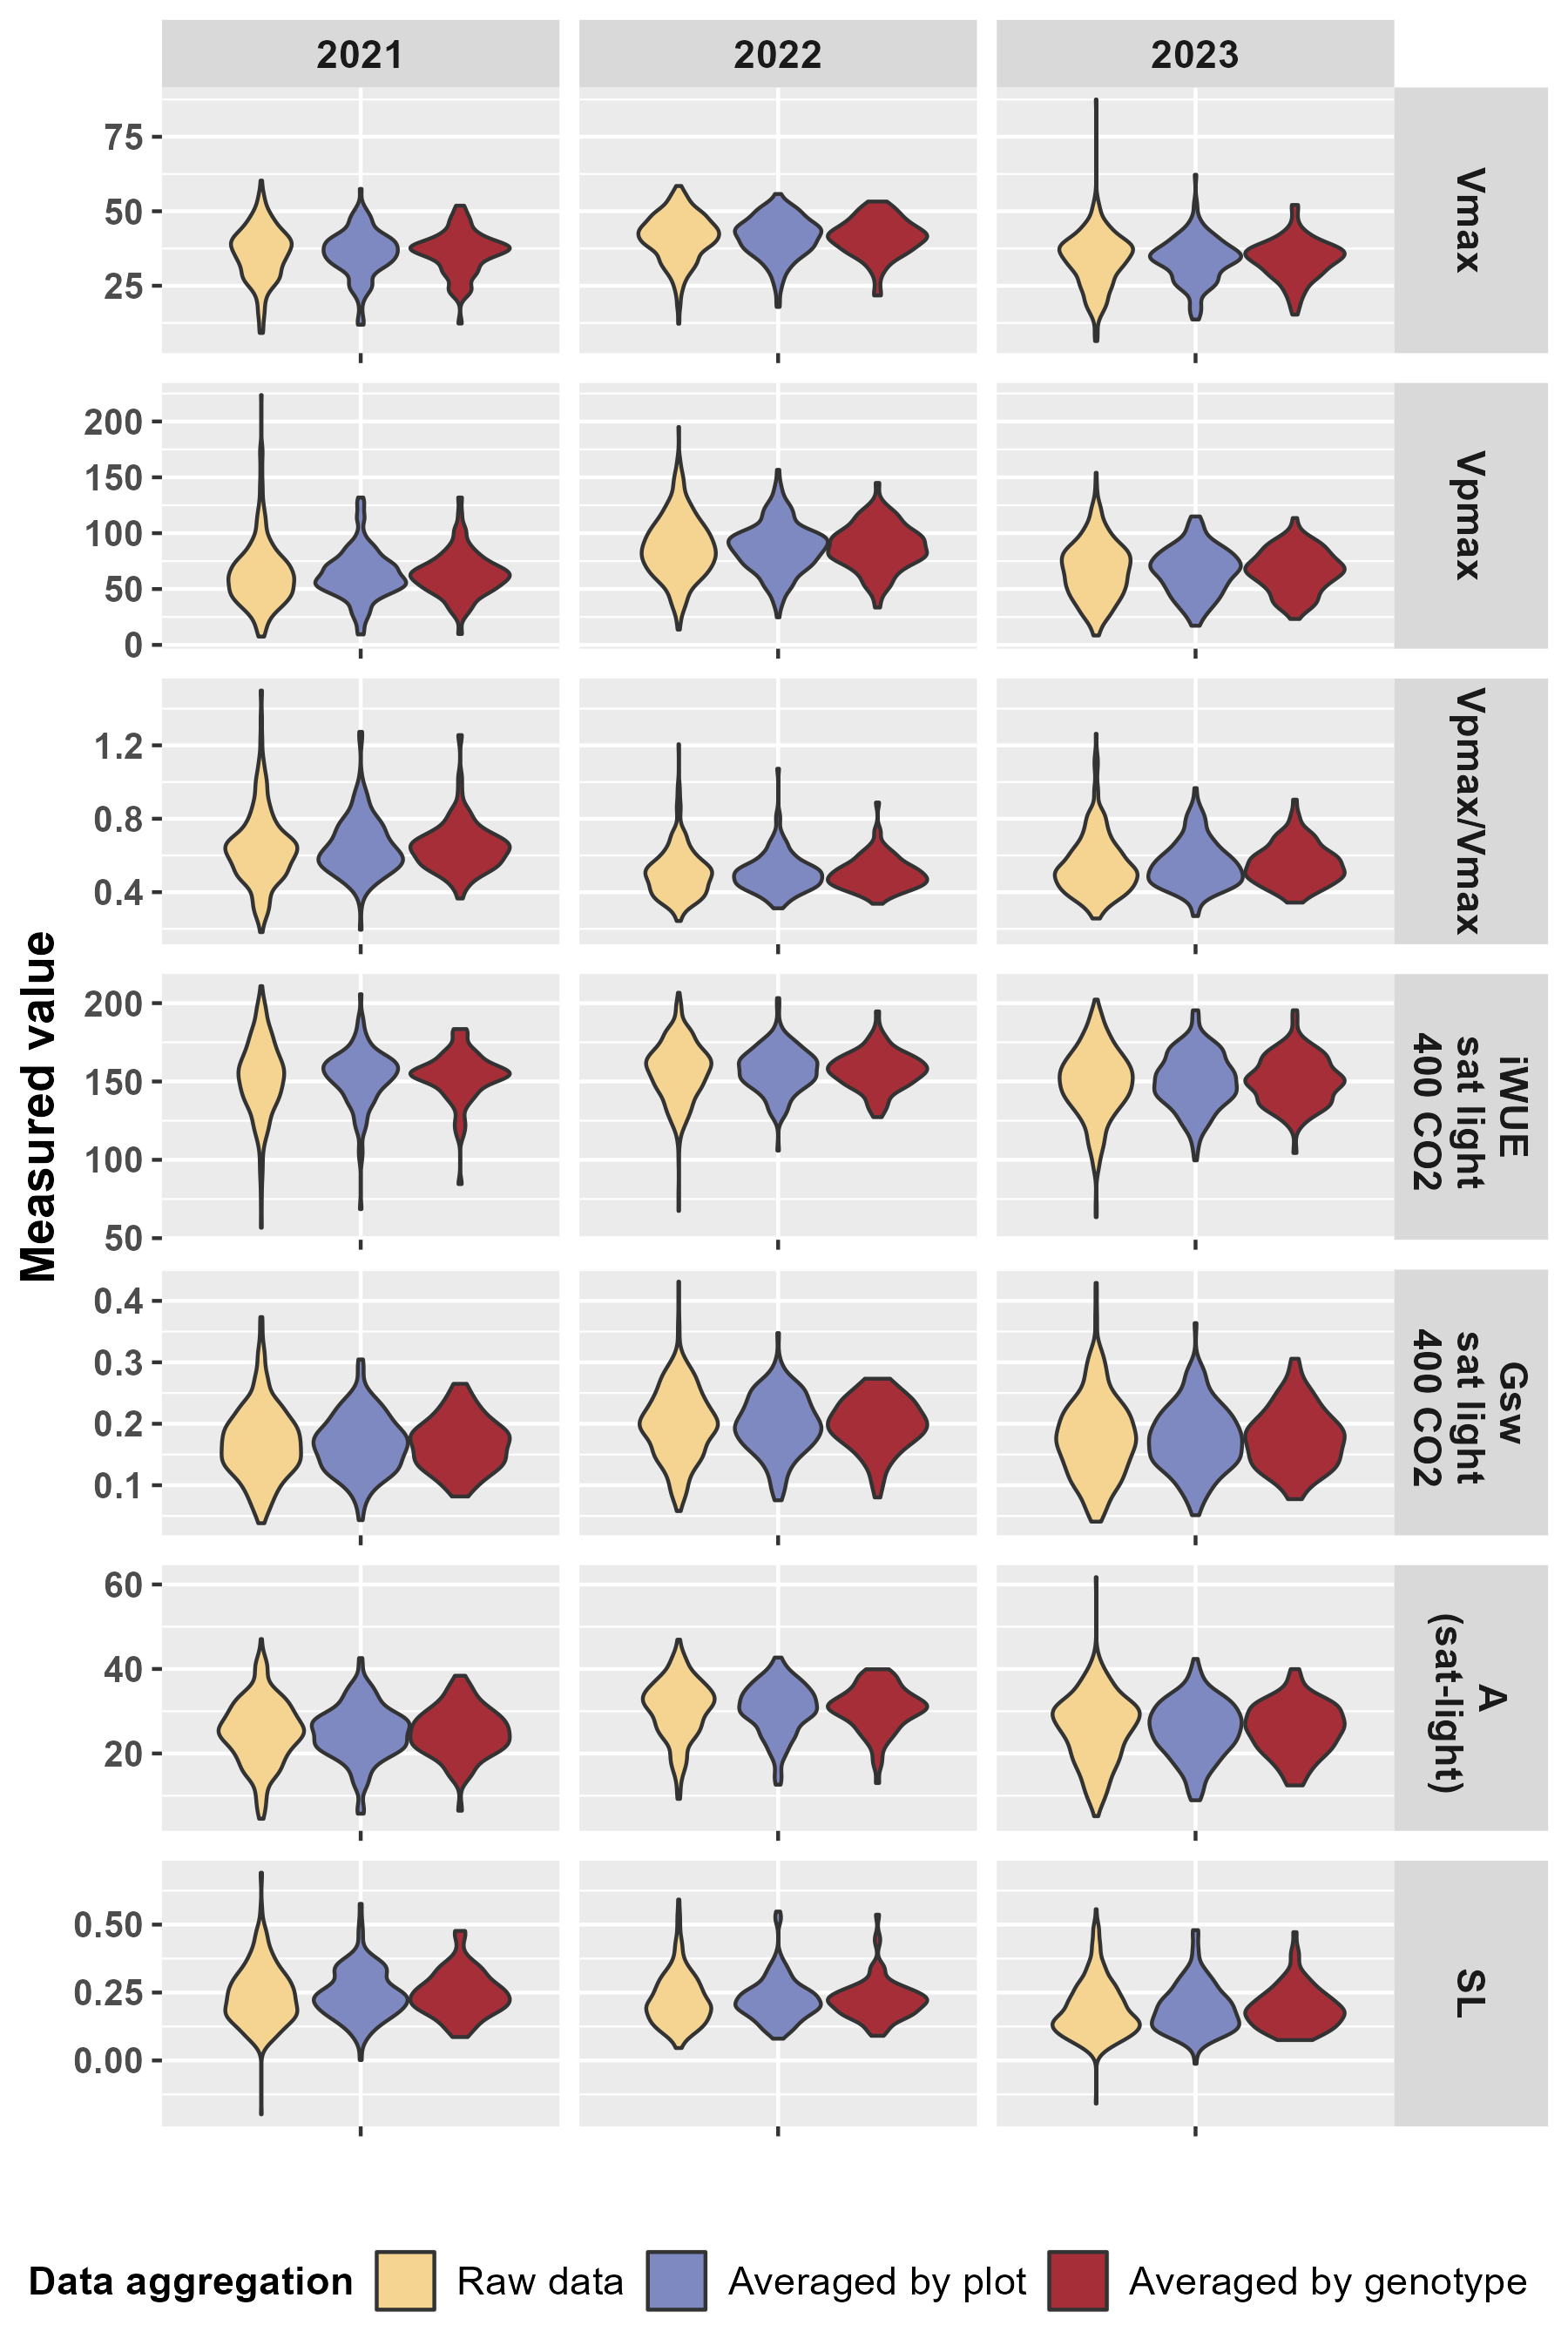 2021 2022 2023
75
50
25
Vmax
200
150
100
50
0
Vpmax
1.2
0.8
0.4
Vpmax/Vmax
200
150
100
50
iWUE
sat light
400 CO2
Measured value
0.4
0.3
0.2
0.1
Gsw
sat light
400 CO2
60
40
20
A
(sat-light)
0.50
0.25
0.00
SL
Data aggregation Raw data Averaged by plot Averaged by genotype